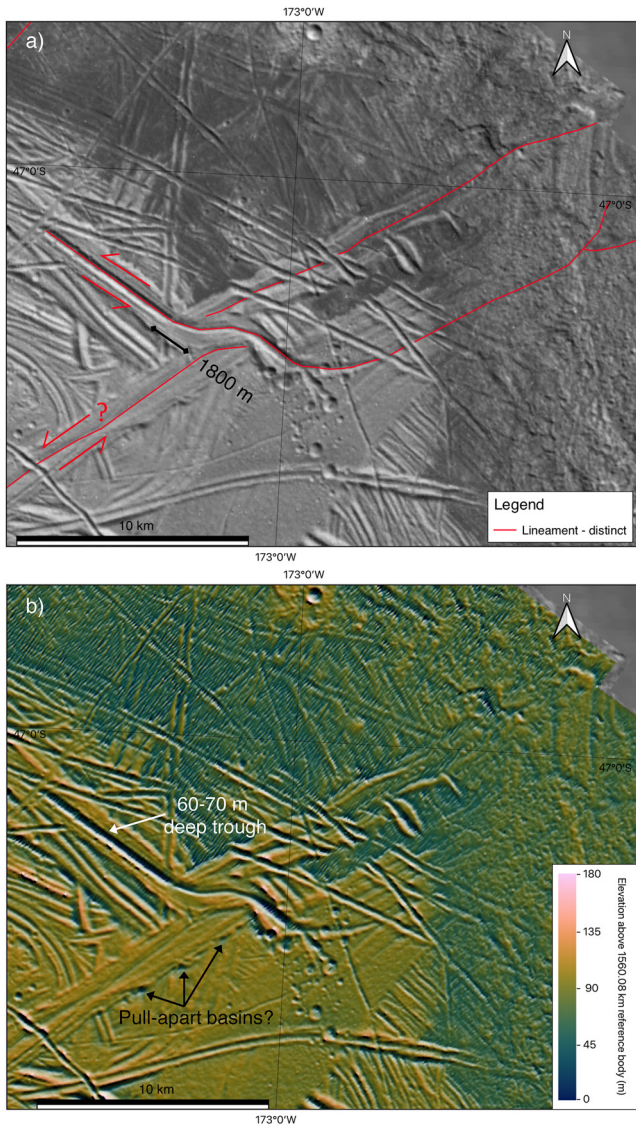 173°0'W
a)
N
47°0'S
47°0'S
1800 m
?
Legend
Lineament - distinct
10 km
173°0'W
173°0'W
b)
N
47°0'S
47°0'S
60-70 m
deep trough
Pull-apart basins?
180
135
90
45
0
Elevation above 1560.08 km reference body (m)
10 km
173°0'W